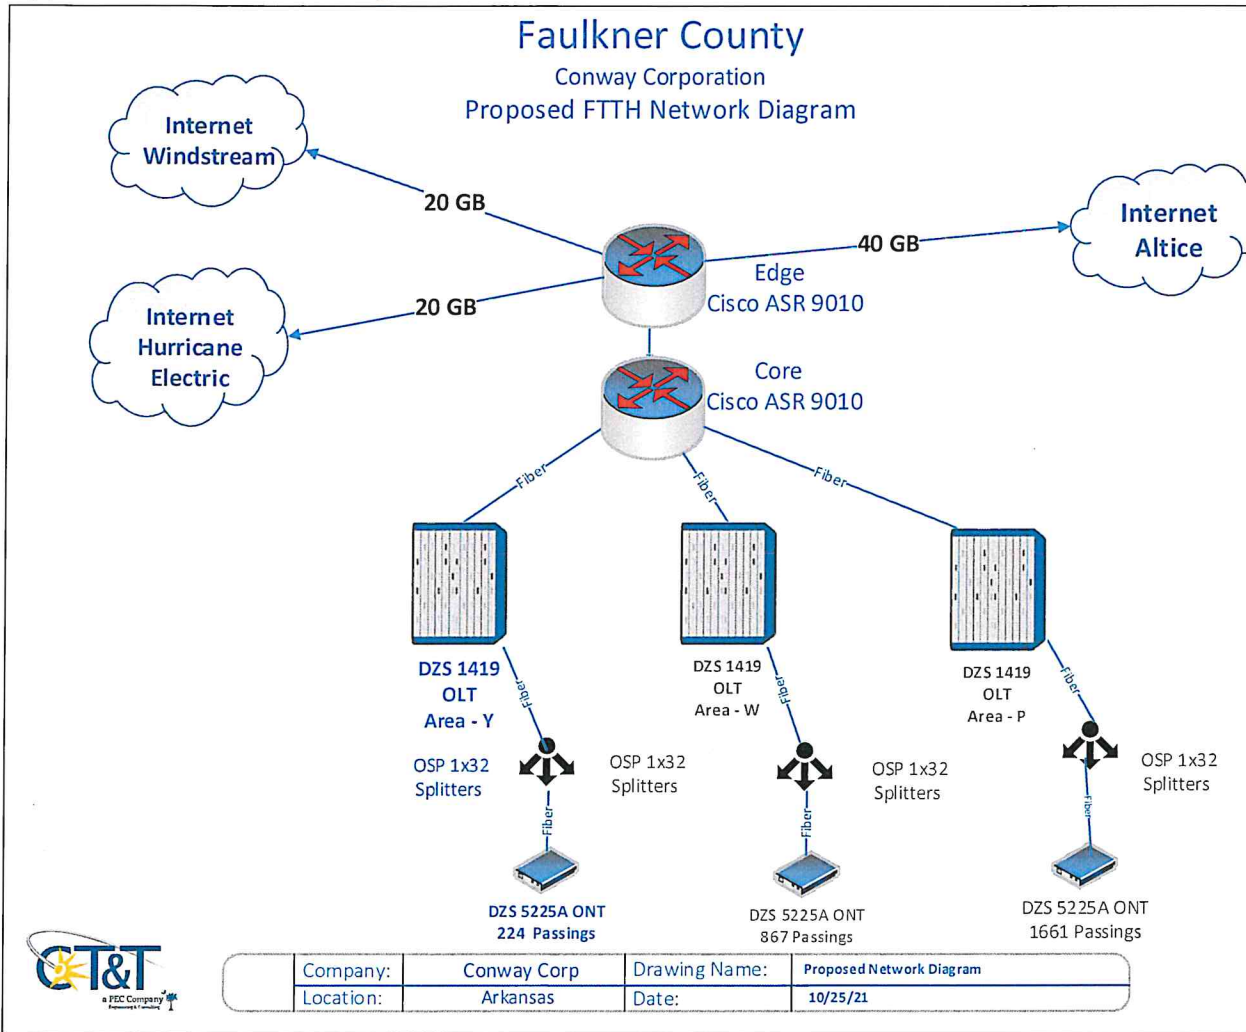 Faulkner County
Conway Corporation
Proposed FTTH Network Diagram
Internet
Windstream
20 GB
Internet
Hurricane
Electric
20 GB
40 GB
Internet
Altice
Edge
Cisco ASR 9010
Core
Cisco ASR 9010
Fiber
Fiber
Fiber
DZS 1419
OLT
Area - Y
Fiber
DZS 1419
OLT
Area - W
Fiber
DZS 1419
OLT
Area - P
Fiber
OSP 1x32
Splitters
OSP 1x32
Splitters
OSP 1x32
Splitters
OSP 1x32
Splitters
Fiber
Fiber
Fiber
DZS 5225A ONT
224 Passings
DZS 5225A ONT
867 Passings
DZS 5225A ONT
1661 Passings
CT&T
a PEC Company
Engineering & Consulting
Company: Conway Corp Drawing Name: Proposed Network Diagram
Location: Arkansas Date: 10/25/21